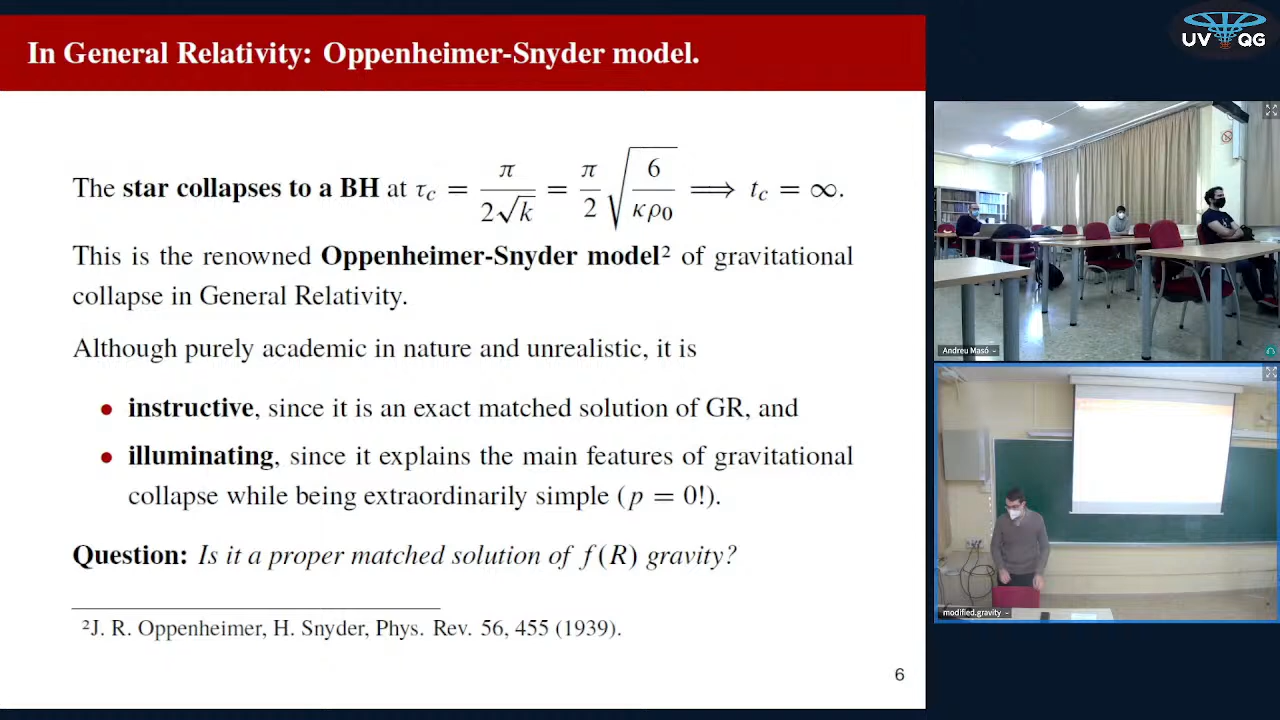 In General Relativity: Oppenheimer-Snyder model.
The star collapses to a BH at τc = π/(2√k) = π/2 √(6/(κρ0)) ⟹ tc = ∞.
This is the renowned Oppenheimer-Snyder model² of gravitational
collapse in General Relativity.
Although purely academic in nature and unrealistic, it is
• instructive, since it is an exact matched solution of GR, and
• illuminating, since it explains the main features of gravitational
collapse while being extraordinarily simple (p = 0!).
Question: Is it a proper matched solution of f(R) gravity?
²J. R. Oppenheimer, H. Snyder, Phys. Rev. 56, 455 (1939).
6
UV QG
Andreu Masó
modified.gravity